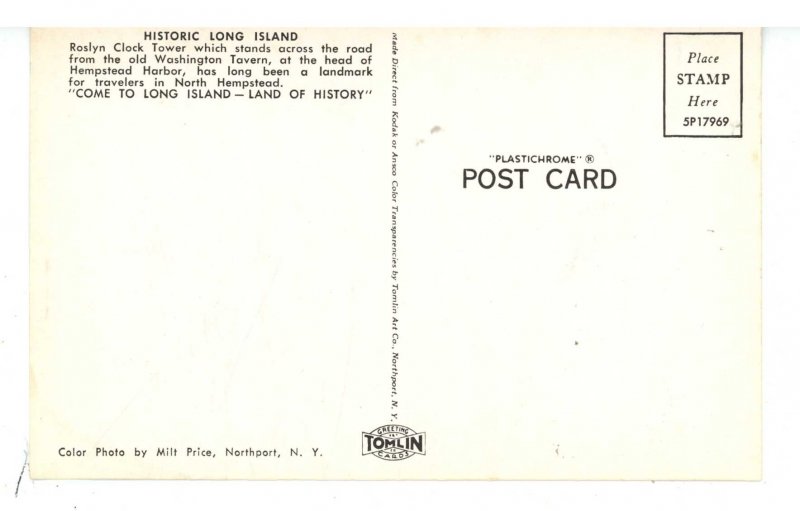 HISTORIC LONG ISLAND
Roslyn Clock Tower which stands across the road
from the old Washington Tavern, at the head of
Hempstead Harbor, has long been a landmark
for travelers in North Hempstead.
"COME TO LONG ISLAND — LAND OF HISTORY"
Color Photo by Milt Price, Northport, N. Y.
Made Direct from Kodak or Ansco Color Transparencies by Tomlin Art Co., Northport, N. Y.
GREETING
TOMLIN
CARDS
"PLASTICHROME" ®
POST CARD
Place
STAMP
Here
5P17969